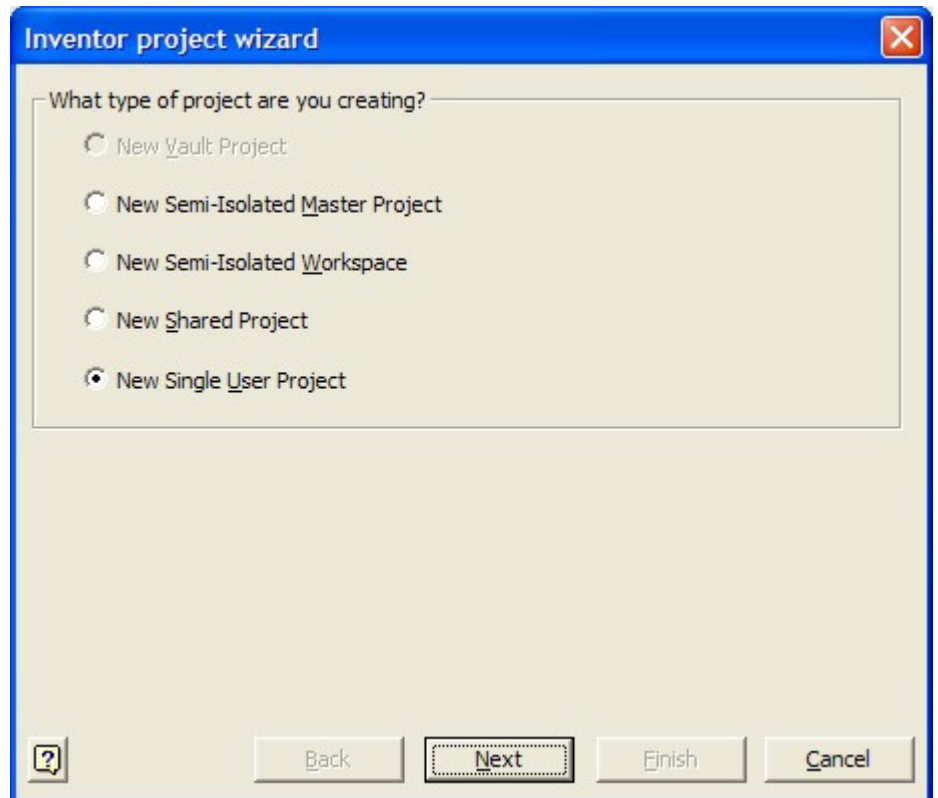 Inventor project wizard
What type of project are you creating?
New Vault Project
New Semi-Isolated Master Project
New Semi-Isolated Workspace
New Shared Project
New Single User Project
? Back Next Finish Cancel